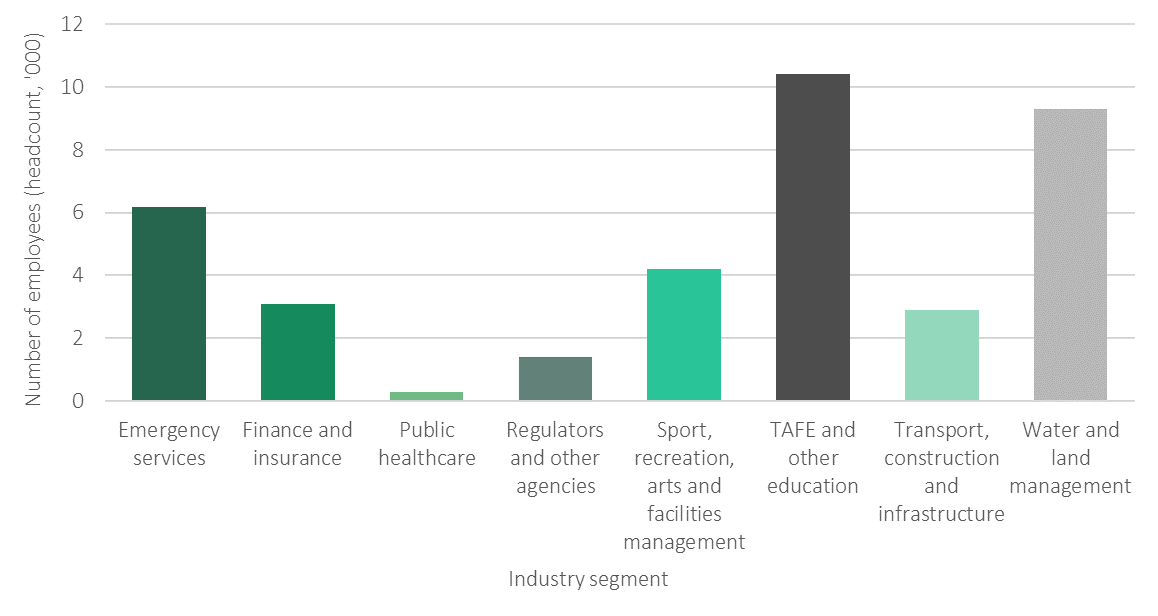 Number of employees (headcount, '000)
12
10
8
6
4
2
0
Emergency
services
Finance and
insurance
Public
healthcare
Regulators
and other
agencies
Sport,
recreation,
arts and
facilities
management
TAFE and
other
education
Transport,
construction
and
infrastructure
Water and
land
management
Industry segment